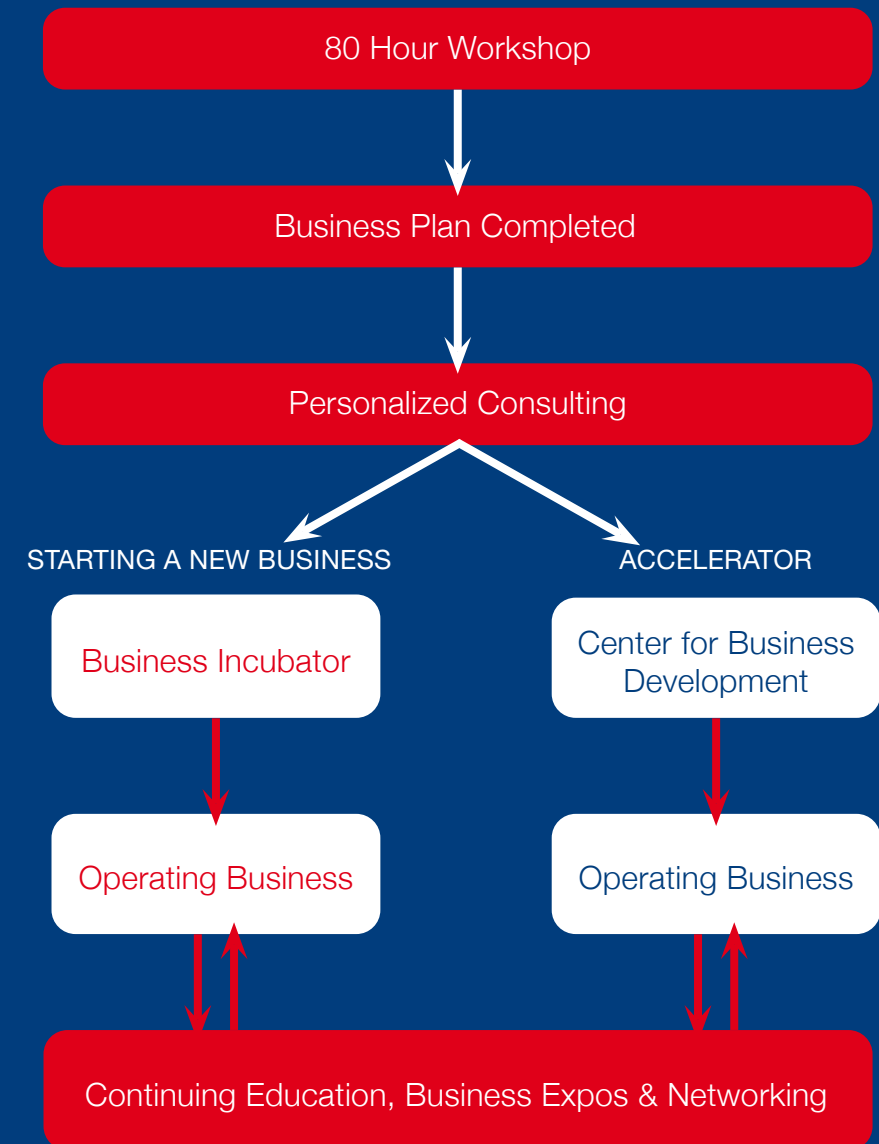 80 Hour Workshop
Business Plan Completed
Personalized Consulting
STARTING A NEW BUSINESS
Business Incubator
Operating Business
ACCELERATOR
Center for Business
Development
Operating Business
Continuing Education, Business Expos & Networking